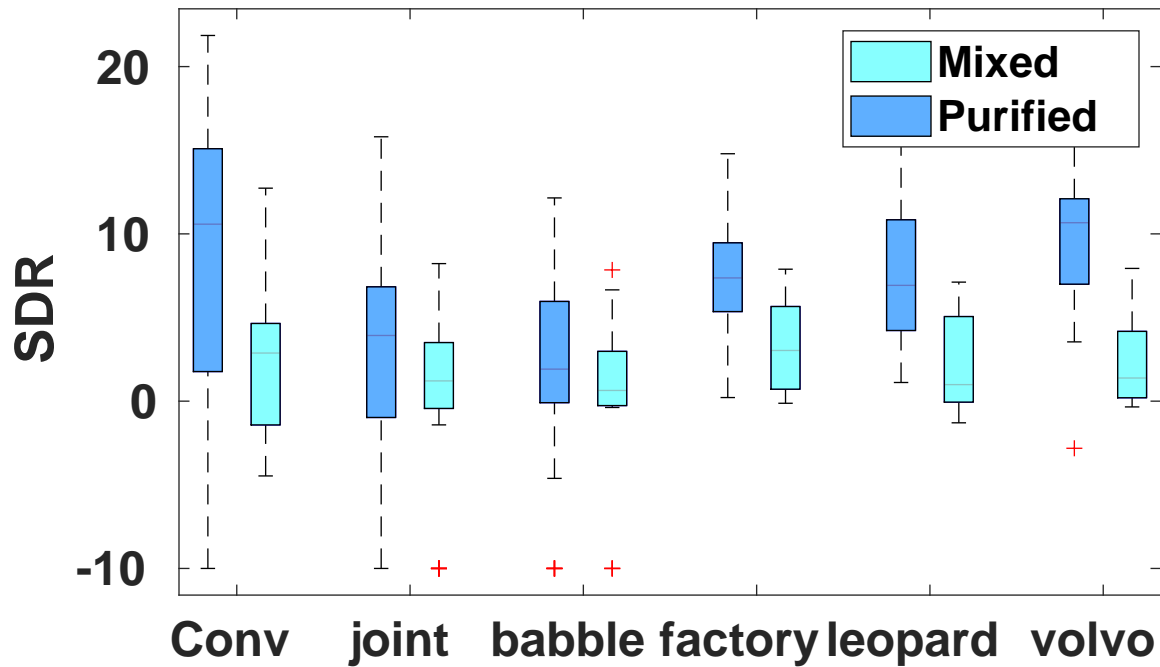 Mixed
Purified
20
10
0
-10
SDR
Conv joint babble factory leopard volvo